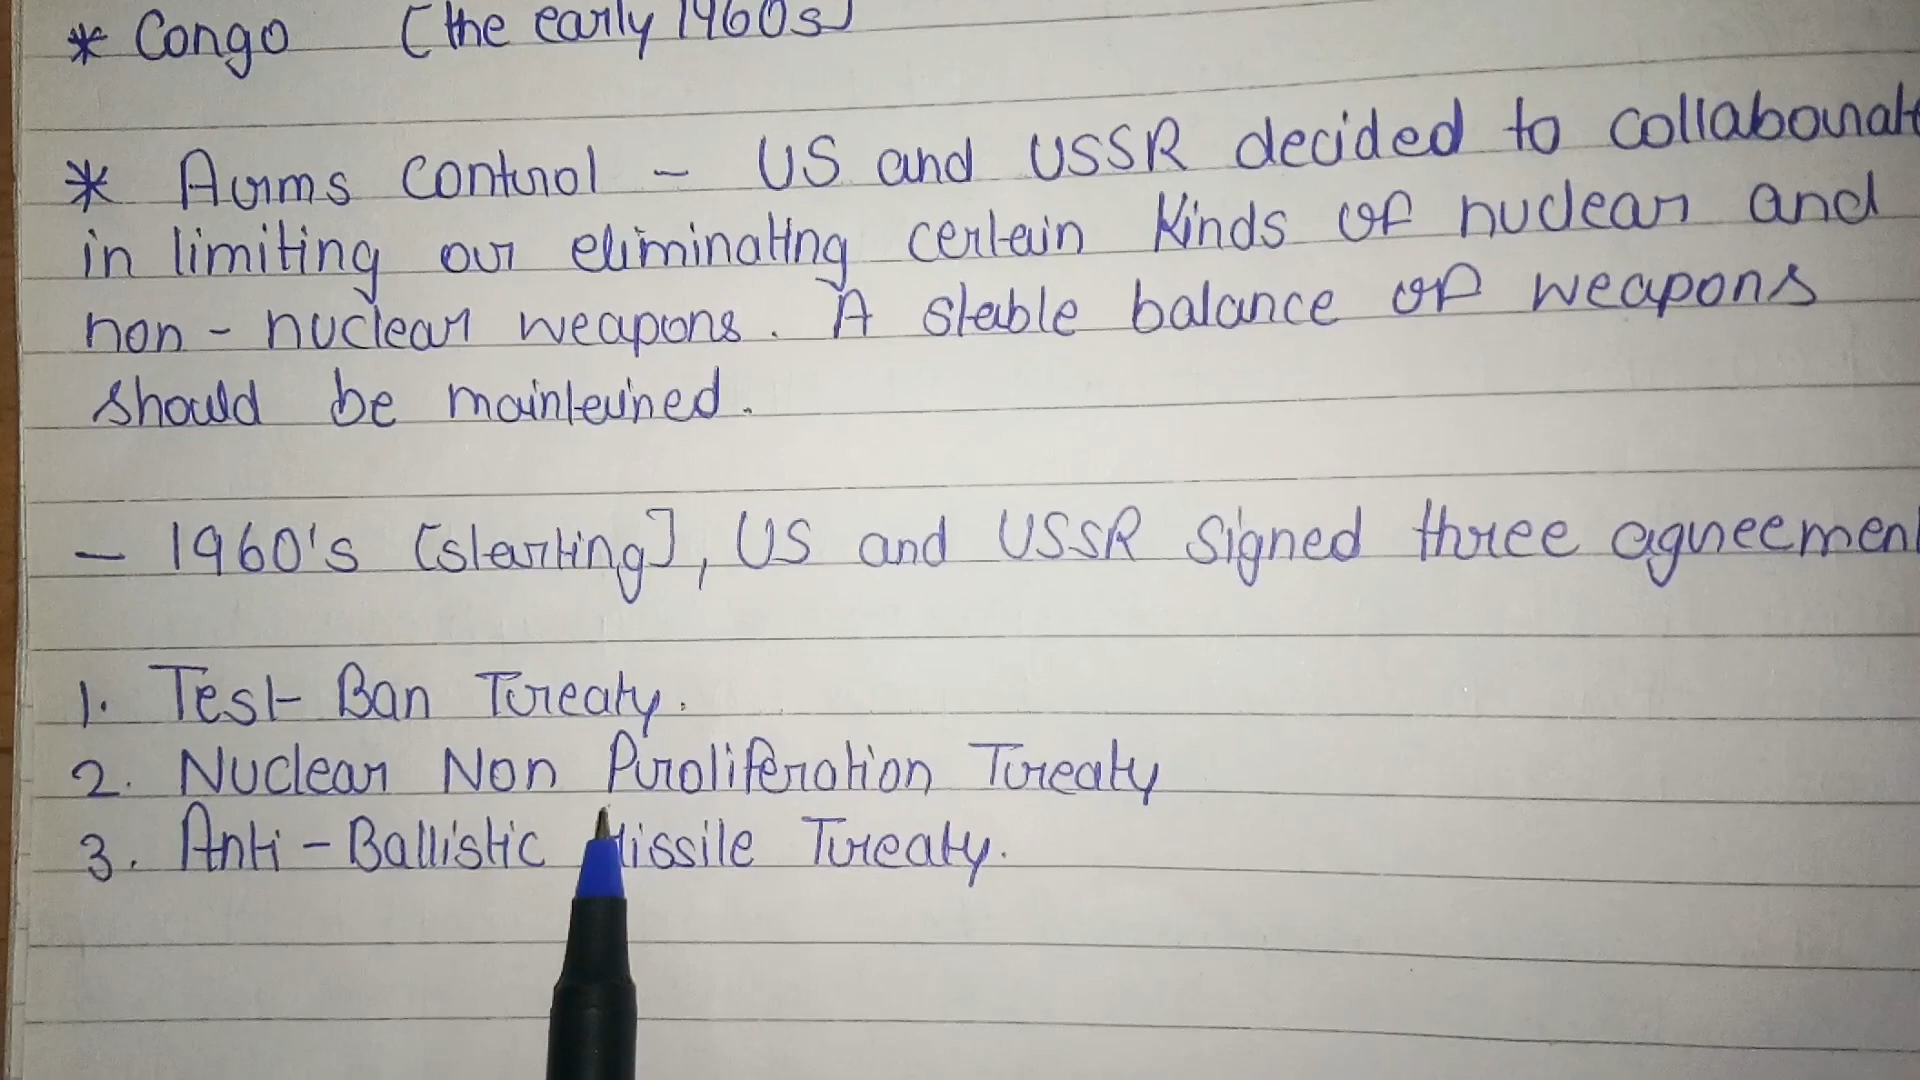 * Congo [the early 1960s]
* Arms control - US and USSR decided to collaborat
in limiting or eliminating certain kinds of nuclear and
non-nuclear weapons. A stable balance of weapons
should be maintained.
- 1960's [starting], US and USSR signed three agreemen
1. Test Ban Treaty.
2. Nuclear Non Proliferation Treaty
3. Anti-Ballistic Missile Treaty.